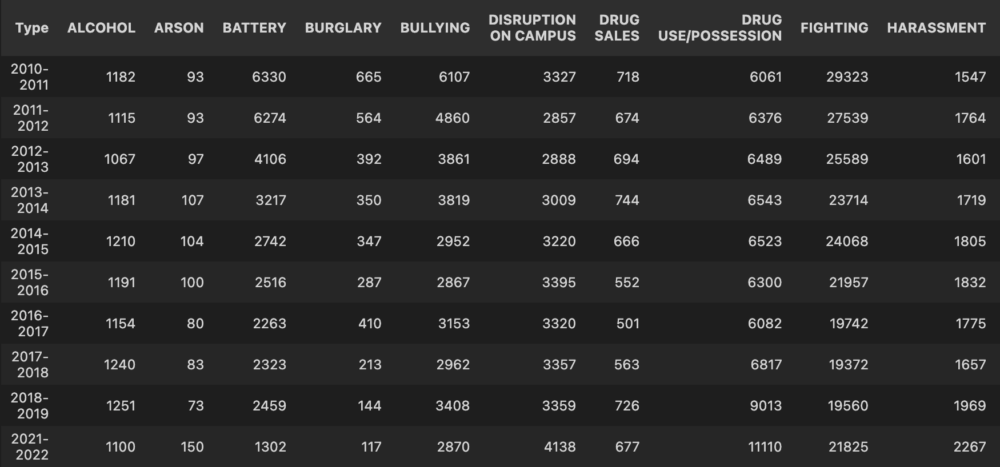 Type ALCOHOL ARSON BATTERY BURGLARY BULLYING DISRUPTION ON CAMPUS DRUG SALES DRUG USE/POSSESSION FIGHTING HARASSMENT
2010-2011 1182 93 6330 665 6107 3327 718 6061 29323 1547
2011-2012 1115 93 6274 564 4860 2857 674 6376 27539 1764
2012-2013 1067 97 4106 392 3861 2888 694 6489 25589 1601
2013-2014 1181 107 3217 350 3819 3009 744 6543 23714 1719
2014-2015 1210 104 2742 347 2952 3220 666 6523 24068 1805
2015-2016 1191 100 2516 287 2867 3395 552 6300 21957 1832
2016-2017 1154 80 2263 410 3153 3320 501 6082 19742 1775
2017-2018 1240 83 2323 213 2962 3357 563 6817 19372 1657
2018-2019 1251 73 2459 144 3408 3359 726 9013 19560 1969
2021-2022 1100 150 1302 117 2870 4138 677 11110 21825 2267